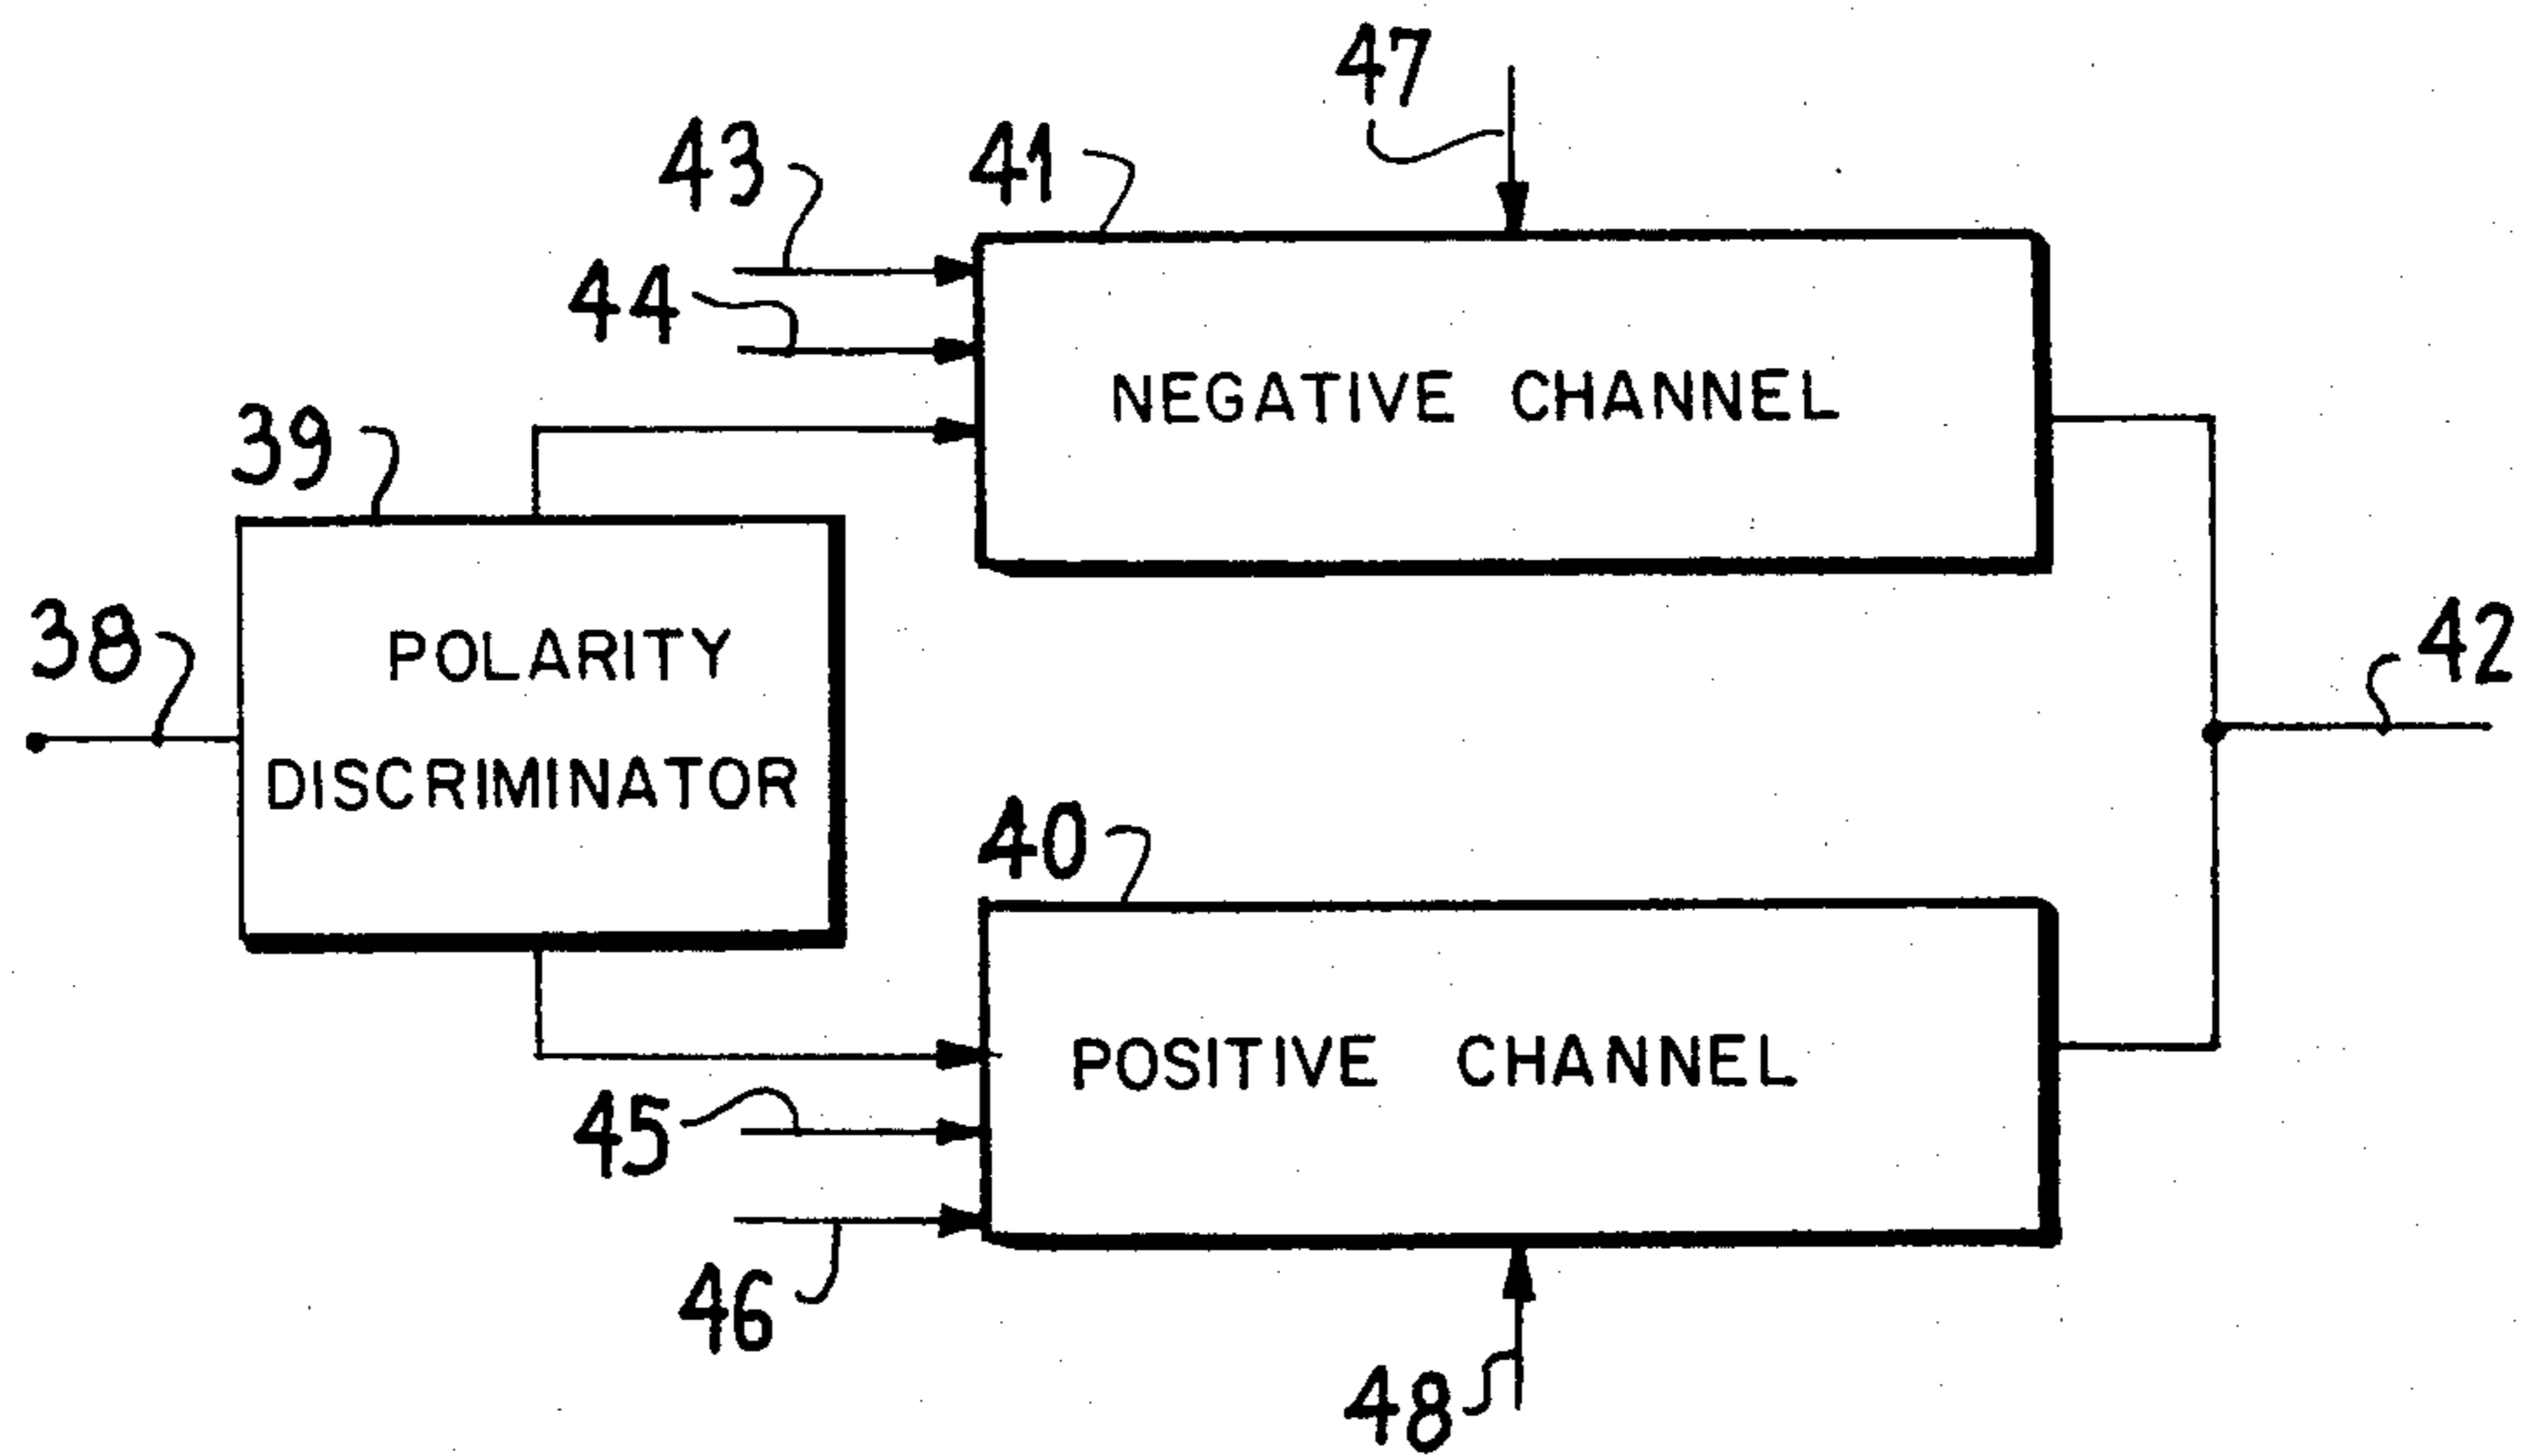 47
43
41
44
NEGATIVE CHANNEL
39
38
POLARITY
DISCRIMINATOR
42
40
POSITIVE CHANNEL
45
46
48